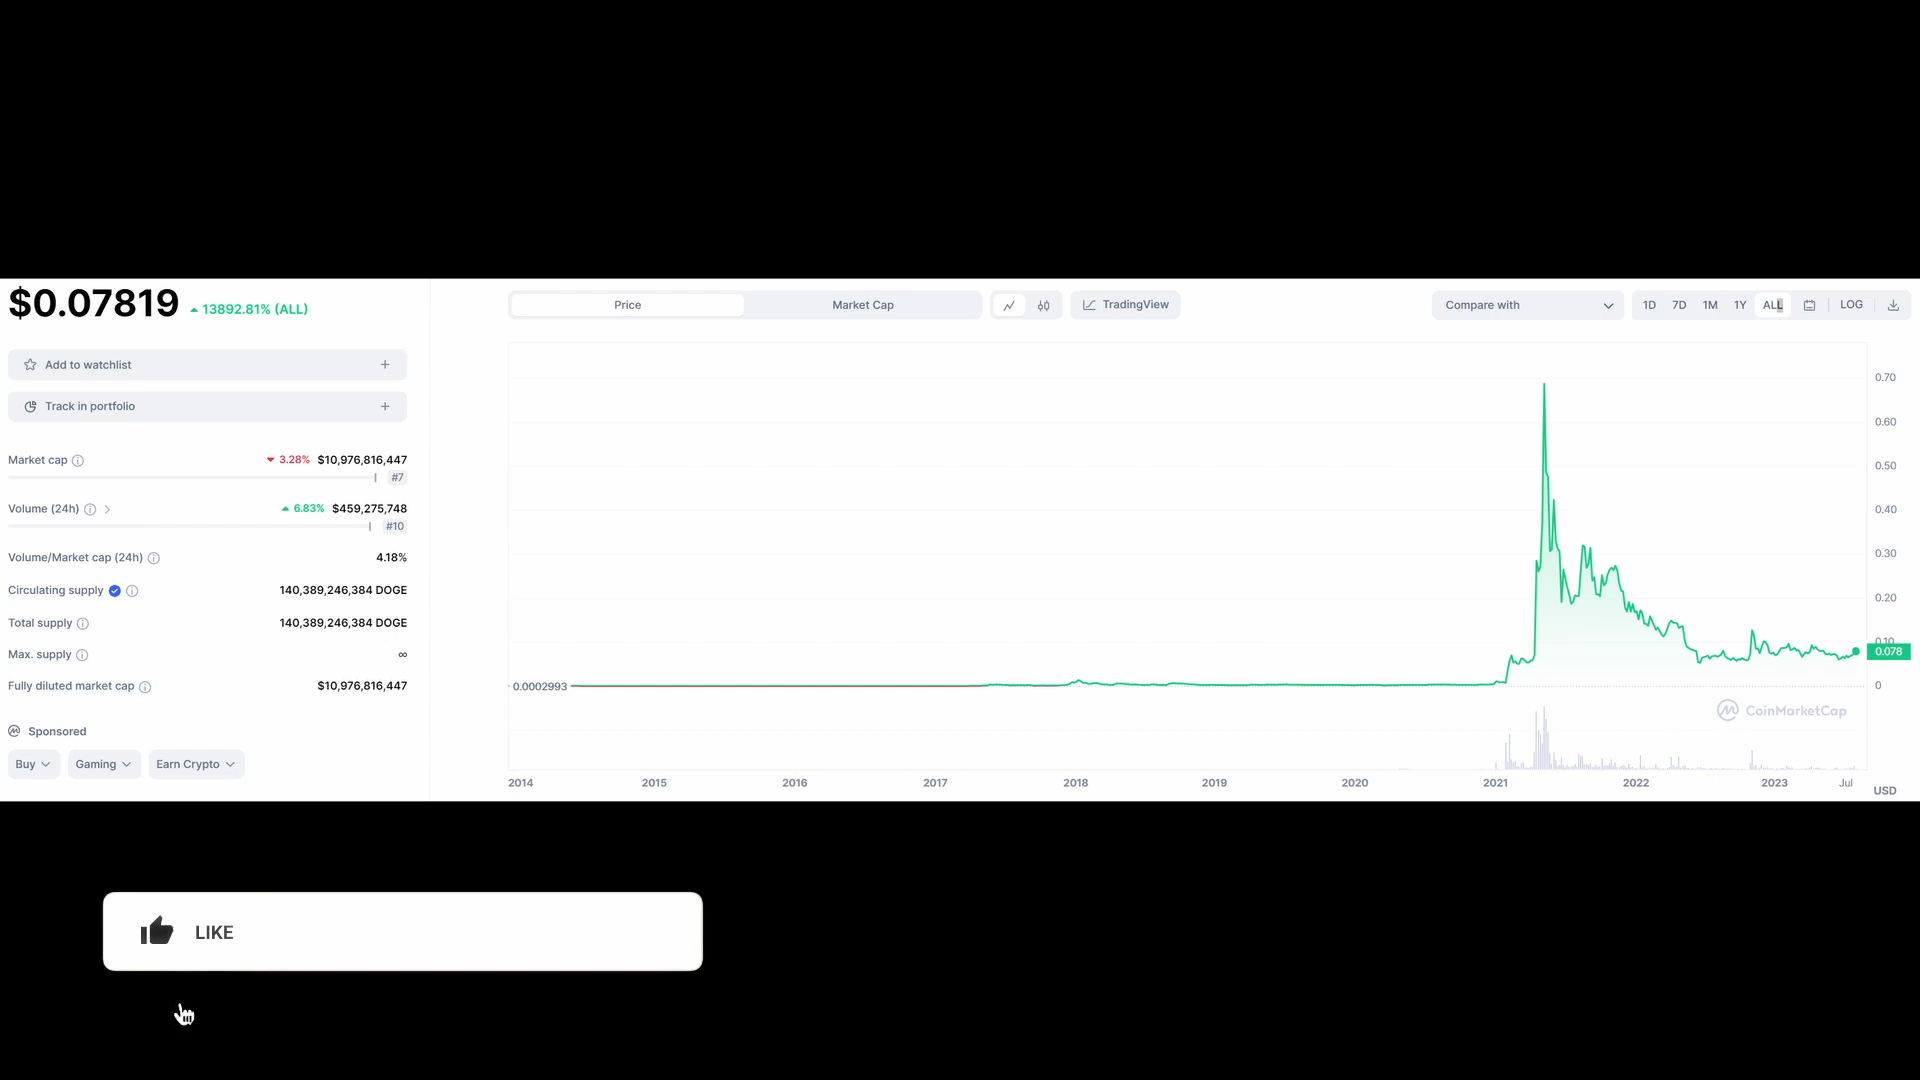 $0.07819 13892.81% (ALL)
Add to watchlist +
Track in portfolio +
Market cap 3.28% $10,976,816,447
#7
Volume (24h) 6.83% $459,275,748
#10
Volume/Market cap (24h) 4.18%
Circulating supply 140,389,246,384 DOGE
Total supply 140,389,246,384 DOGE
Max. supply ∞
Fully diluted market cap $10,976,816,447
Sponsored
Buy Gaming Earn Crypto
Price Market Cap TradingView Compare with 1D 7D 1M 1Y ALL LOG
0.70
0.60
0.50
0.40
0.30
0.20
0.10
0.078
0.0002993
0
CoinMarketCap
2014 2015 2016 2017 2018 2019 2020 2021 2022 2023 Jul
USD
LIKE